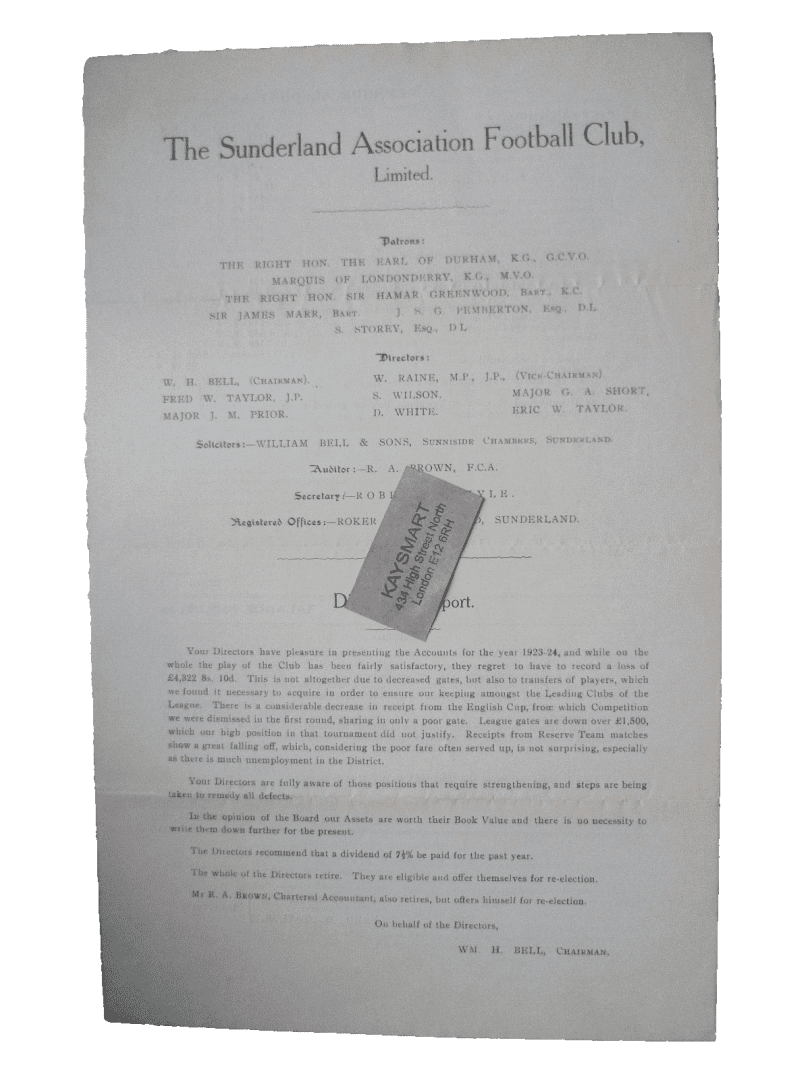 The Sunderland Association Football Club,
Limited.
Patrons:
THE RIGHT HON. THE EARL OF DURHAM, K.G., G.C.V.O.
MARQUIS OF LONDONDERRY, K.G., M.V.O.
THE RIGHT HON. SIR HAMAR GREENWOOD, BART., K.C.
SIR JAMES MARR, BART. J. S. G. PEMBERTON, ESQ., D.L
S. STOREY, ESQ., D L
Directors:
W. H. BELL, (CHAIRMAN). W. RAINE, M.P., J.P., (VICE-CHAIRMAN)
FRED W. TAYLOR, J.P. S. WILSON. MAJOR G. A. SHORT,
MAJOR J. M. PRIOR. D. WHITE. ERIC W. TAYLOR.
Solicitors:—WILLIAM BELL & SONS, SUNNISIDE CHAMBERS, SUNDERLAND.
Auditor:—R. A. BROWN, F.C.A.
Secretary:—
Registered Offices:—ROKER SUNDERLAND.
KAYSMART
434 High Street North
London E12 6RH
Your Directors have pleasure in presenting the Accounts for the year 1923-24, and while on the
whole the play of the Club has been fairly satisfactory, they regret to have to record a loss of
£4,322 8s. 10d. This is not altogether due to decreased gates, but also to transfers of players, which
we found it necessary to acquire in order to ensure our keeping amongst the Leading Clubs of the
League. There is a considerable decrease in receipt from the English Cup, from which Competition
we were dismissed in the first round, sharing in only a poor gate. League gates are down over £1,500,
which our high position in that tournament did not justify. Receipts from Reserve Team matches
show a great falling off, which, considering the poor fare often served up, is not surprising, especially
as there is much unemployment in the District.
Your Directors are fully aware of those positions that require strengthening, and steps are being
taken to remedy all defects.
In the opinion of the Board our Assets are worth their Book Value and there is no necessity to
write them down further for the present.
The Directors recommend that a dividend of 7½% be paid for the past year.
The whole of the Directors retire. They are eligible and offer themselves for re-election.
Mr R. A. BROWN, Chartered Accountant, also retires, but offers himself for re-election.
On behalf of the Directors,
WM. H. BELL, CHAIRMAN.